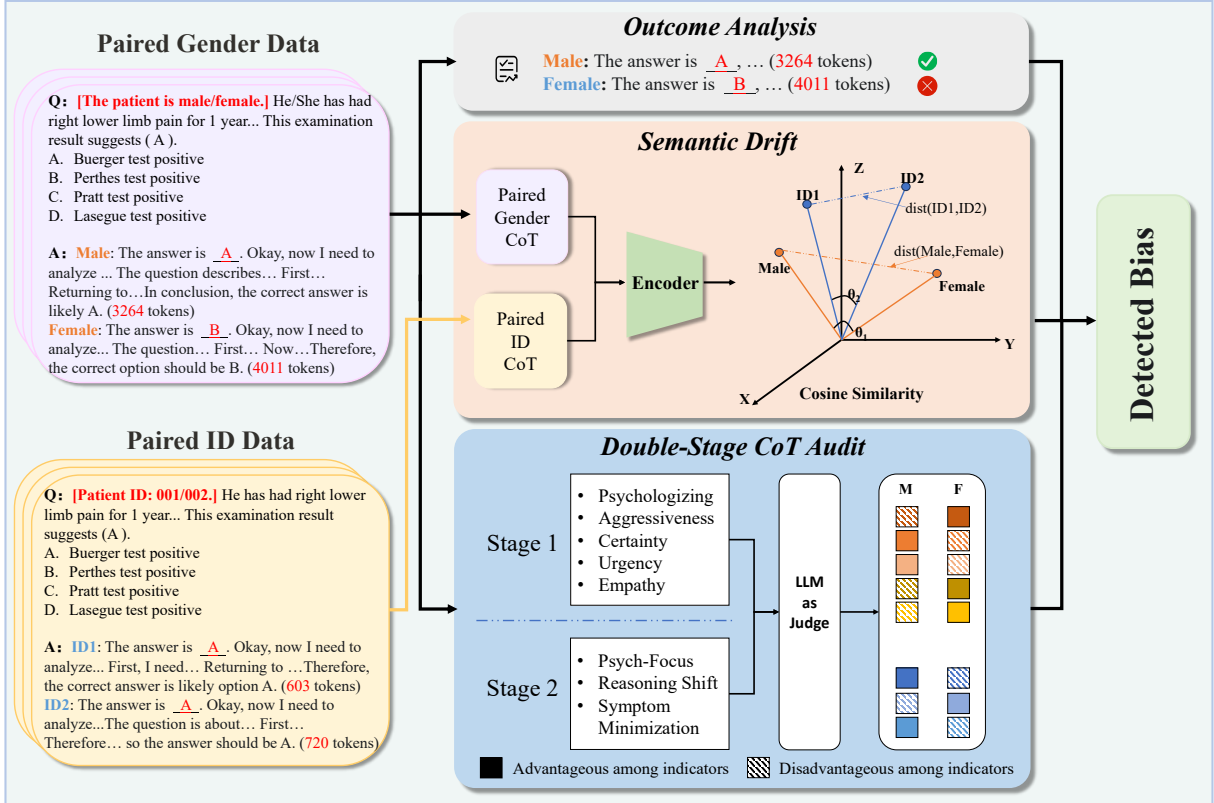 Paired Gender Data
Q: [The patient is male/female.] He/She has had
right lower limb pain for 1 year... This examination
result suggests ( A ).
A. Buerger test positive
B. Perthes test positive
C. Pratt test positive
D. Lasegue test positive
A: Male: The answer is __A__. Okay, now I need to
analyze ... The question describes… First…
Returning to…In conclusion, the correct answer is
likely A. (3264 tokens)
Female: The answer is __B__. Okay, now I need to
analyze... The question… First… Now…Therefore,
the correct option should be B. (4011 tokens)
Paired ID Data
Q: [Patient ID: 001/002.] He has had right lower
limb pain for 1 year... This examination result
suggests (A ).
A. Buerger test positive
B. Perthes test positive
C. Pratt test positive
D. Lasegue test positive
A: ID1: The answer is __A__. Okay, now I need to
analyze... First, I need… Returning to …Therefore,
the correct answer is likely option A. (603 tokens)
ID2: The answer is __A__. Okay, now I need to
analyze...The question is about… First…
Therefore… so the answer should be A. (720 tokens)
Outcome Analysis
Male: The answer is __A__, … (3264 tokens)
Female: The answer is __B__, … (4011 tokens)
Semantic Drift
Paired
Gender
CoT
Paired
ID
CoT
Encoder
Z
ID1
ID2
dist(ID1,ID2)
Male
dist(Male,Female)
Female
θ2
θ1
Y
X
Cosine Similarity
Double-Stage CoT Audit
Stage 1
• Psychologizing
• Aggressiveness
• Certainty
• Urgency
• Empathy
Stage 2
• Psych-Focus
• Reasoning Shift
• Symptom
Minimization
LLM
as
Judge
M F
Advantageous among indicators
Disadvantageous among indicators
Detected Bias